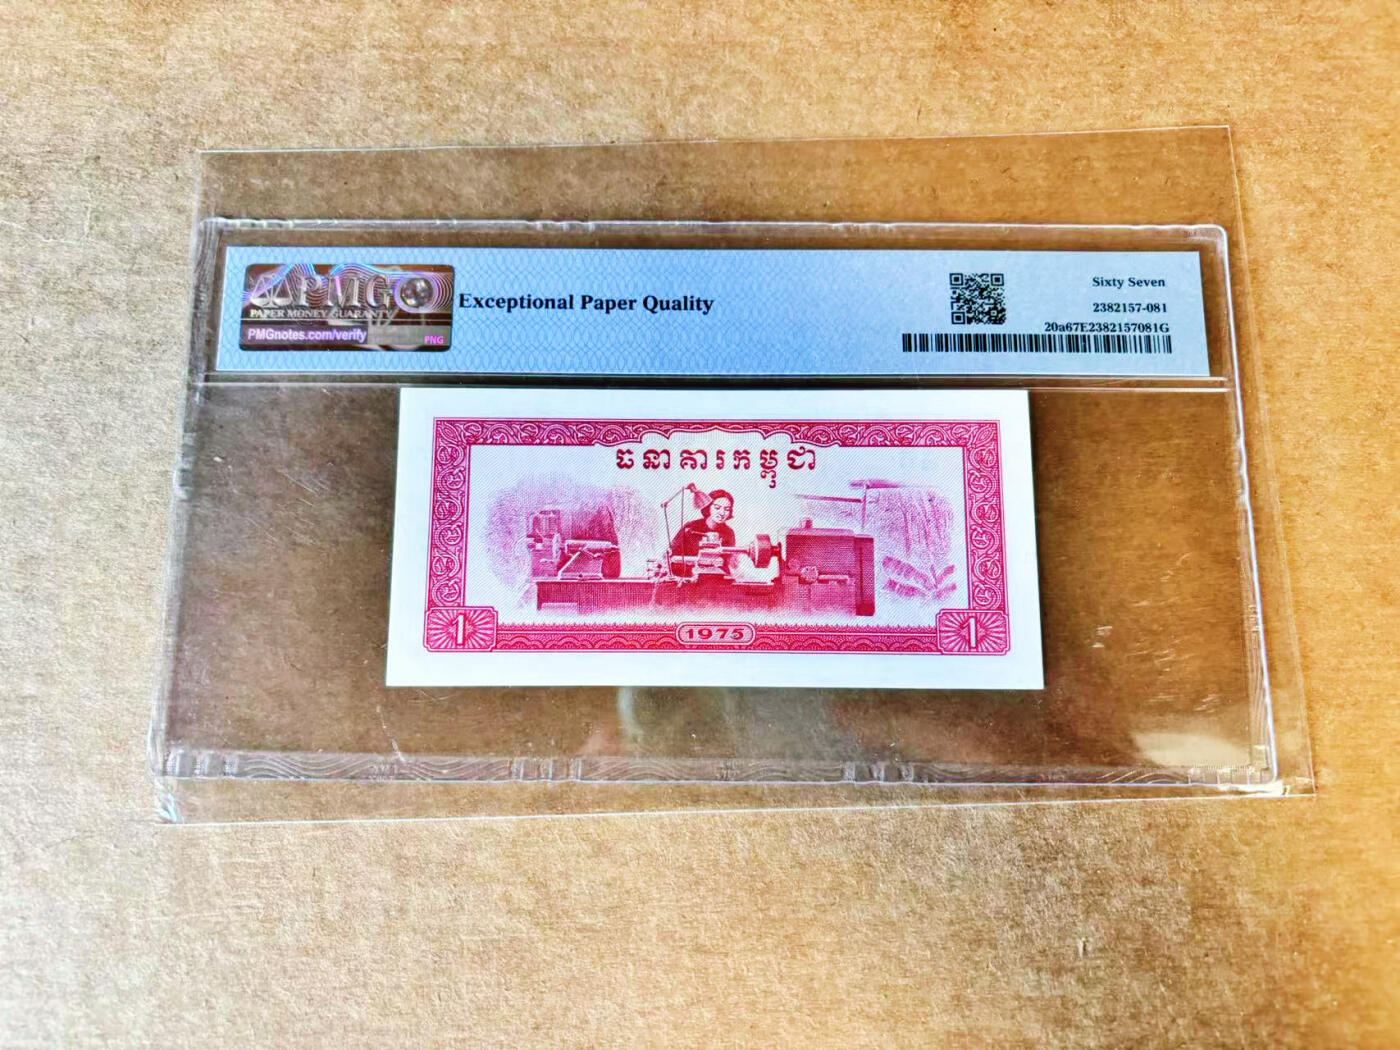 PMG
PAPER MONEY GUARANTY
PMGnotes.com/verify
PNG
Exceptional Paper Quality
Sixty Seven
2382157-081
20a67E2382157081G
ធនាគារកម្ពុជា
1
1975
1